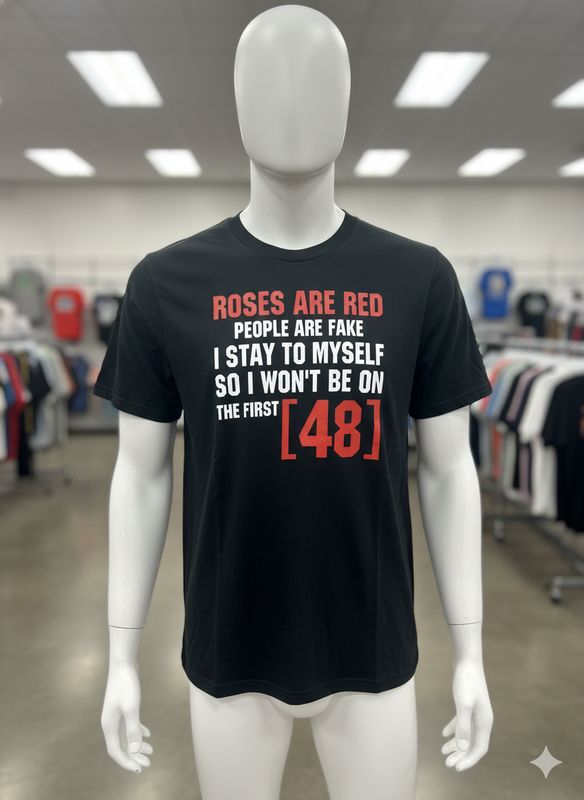 ROSES ARE RED
PEOPLE ARE FAKE
I STAY TO MYSELF
SO I WON'T BE ON
THE FIRST [48]